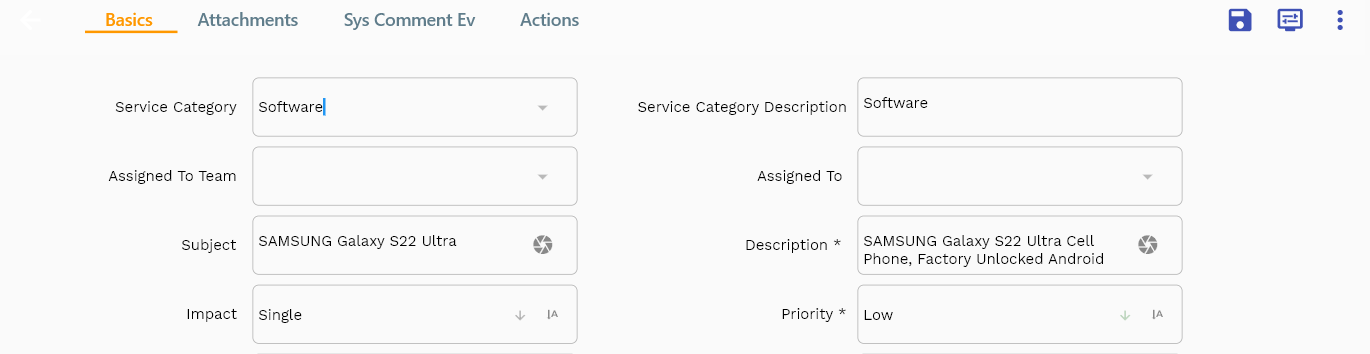 Basics Attachments Sys Comment Ev Actions
Service Category Software Service Category Description Software
Assigned To Team Assigned To
Subject SAMSUNG Galaxy S22 Ultra Description * SAMSUNG Galaxy S22 Ultra Cell
Phone, Factory Unlocked Android
Impact Single Priority * Low